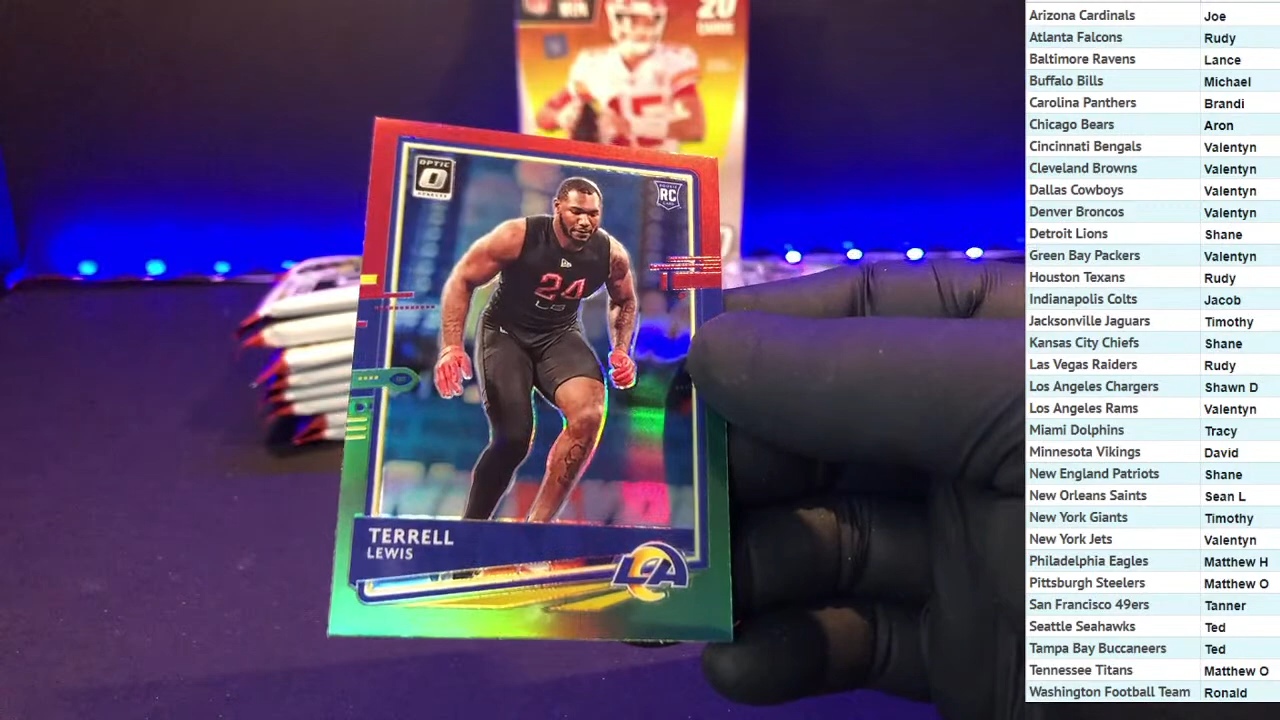 20
15
OPTIC
DONRUSS
RC
24
LB
TERRELL
LEWIS
LA
Arizona Cardinals Joe
Atlanta Falcons Rudy
Baltimore Ravens Lance
Buffalo Bills Michael
Carolina Panthers Brandi
Chicago Bears Aron
Cincinnati Bengals Valentyn
Cleveland Browns Valentyn
Dallas Cowboys Valentyn
Denver Broncos Valentyn
Detroit Lions Shane
Green Bay Packers Valentyn
Houston Texans Rudy
Indianapolis Colts Jacob
Jacksonville Jaguars Timothy
Kansas City Chiefs Shane
Las Vegas Raiders Rudy
Los Angeles Chargers Shawn D
Los Angeles Rams Valentyn
Miami Dolphins Tracy
Minnesota Vikings David
New England Patriots Shane
New Orleans Saints Sean L
New York Giants Timothy
New York Jets Valentyn
Philadelphia Eagles Matthew H
Pittsburgh Steelers Matthew O
San Francisco 49ers Tanner
Seattle Seahawks Ted
Tampa Bay Buccaneers Ted
Tennessee Titans Matthew O
Washington Football Team Ronald